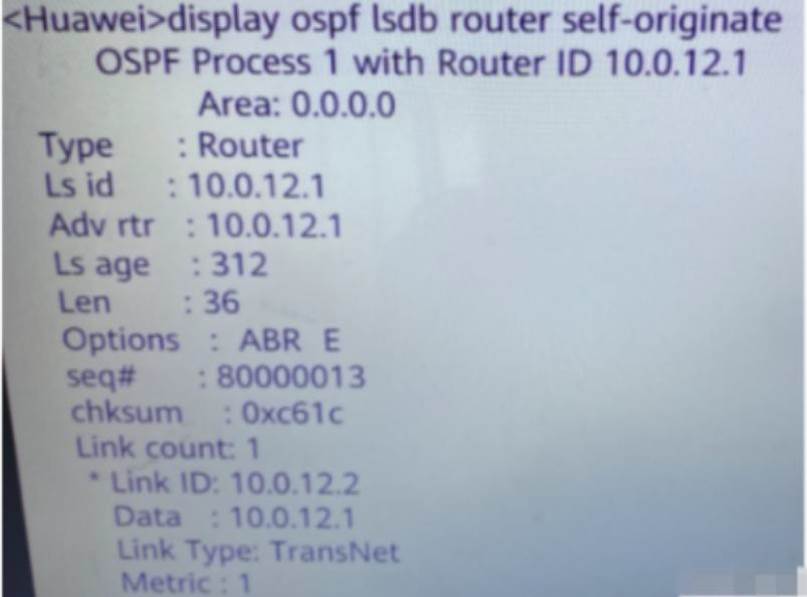 <Huawei>display ospf lsdb router self-originate
OSPF Process 1 with Router ID 10.0.12.1
Area: 0.0.0.0
Type : Router
Ls id : 10.0.12.1
Adv rtr : 10.0.12.1
Ls age : 312
Len : 36
Options : ABR E
seq# : 80000013
chksum : 0xc61c
Link count: 1
* Link ID: 10.0.12.2
Data : 10.0.12.1
Link Type: TransNet
Metric : 1